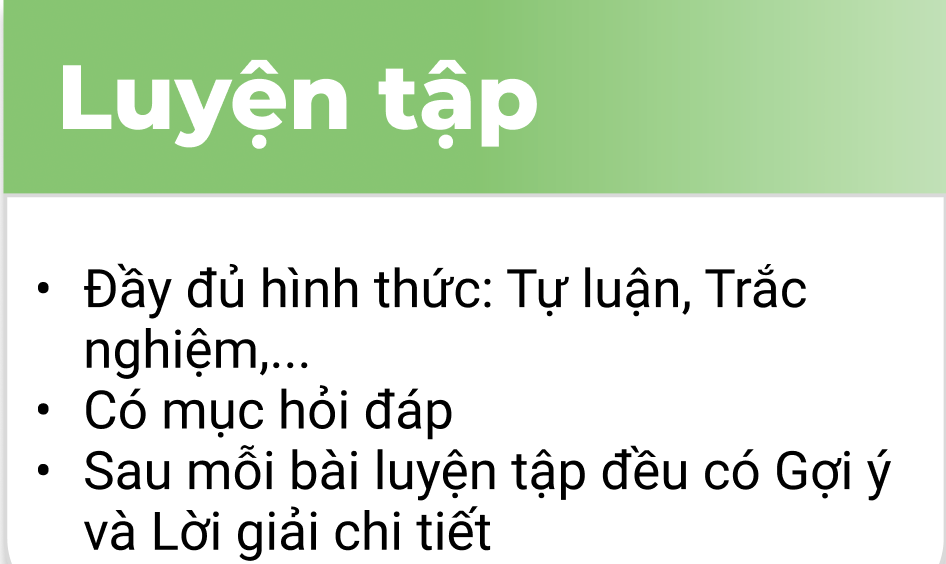 Luyện tập
• Đầy đủ hình thức: Tự luận, Trắc
nghiệm,...
• Có mục hỏi đáp
• Sau mỗi bài luyện tập đều có Gợi ý
và Lời giải chi tiết